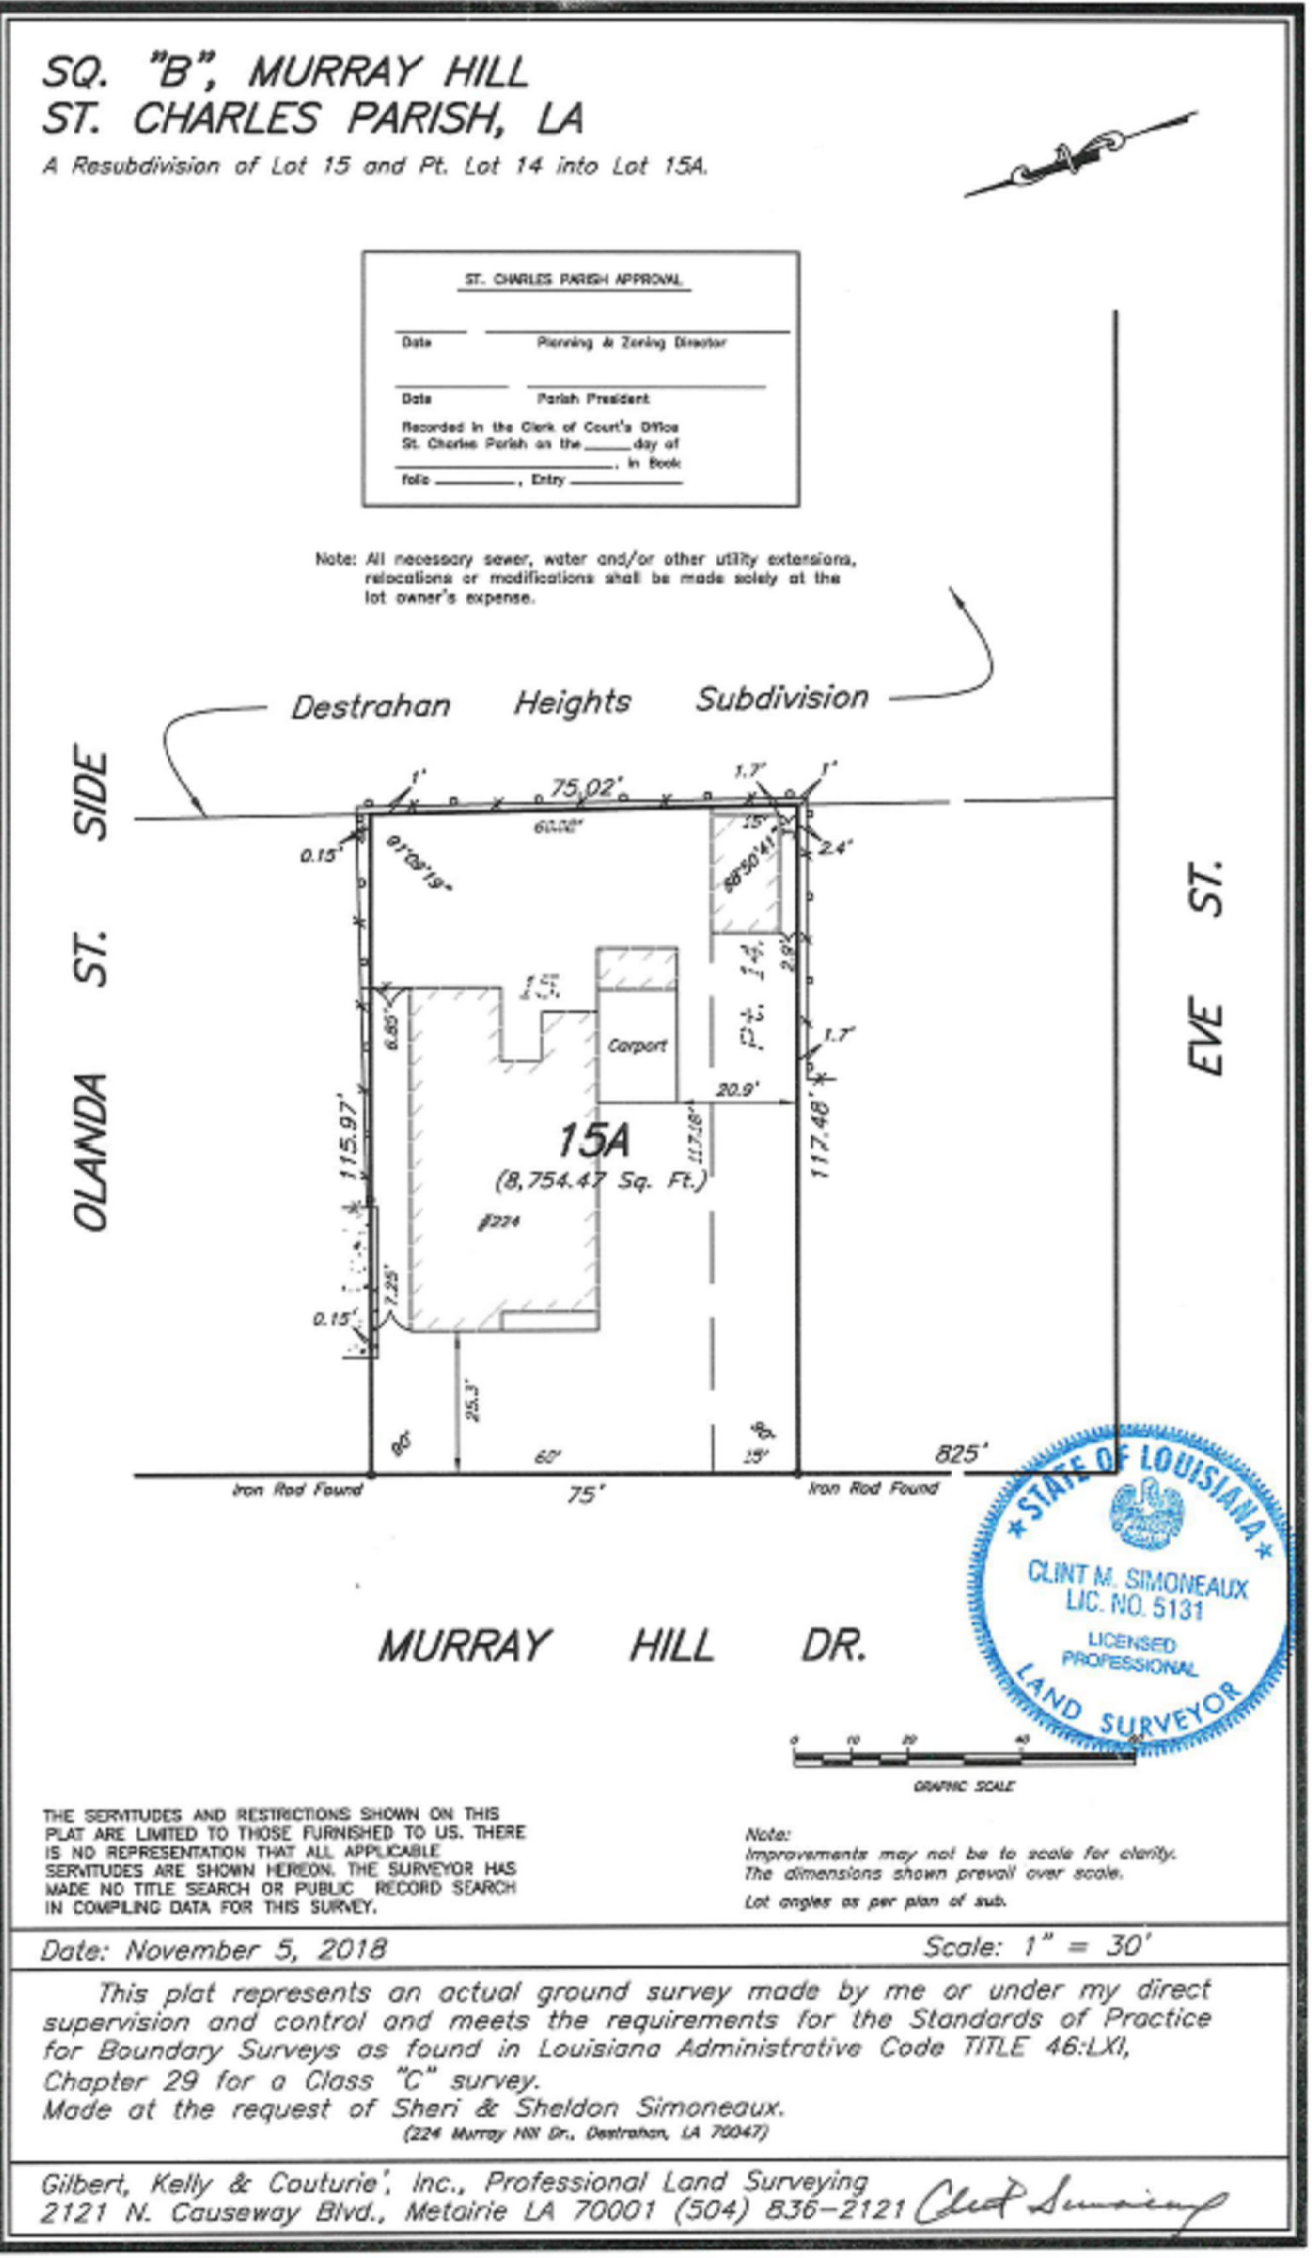 SQ. "B", MURRAY HILL
ST. CHARLES PARISH, LA
A Resubdivision of Lot 15 and Pt. Lot 14 into Lot 15A.
ST. CHARLES PARISH APPROVAL
Date Planning & Zoning Director
Date Parish President
Recorded in the Clerk of Court's Office
St. Charles Parish on the ______ day of
____________________, in Book
folio __________, Entry __________
Note: All necessary sewer, water and/or other utility extensions,
relocations or modifications shall be made solely at the
lot owner's expense.
Destrahan Heights Subdivision
OLANDA ST. SIDE
EVE ST.
1'
75.02'
1.7'
1'
60.02'
15'
0.15'
91°09'19"
88°50'41"
2.4'
2.9'
Pt. 14.
6.85'
Carport
1.7'
20.9'
115.97'
117.18'
117.48'
15A
(8,754.47 Sq. Ft.)
#224
7.25'
0.15'
25.3'
90°
90°
60'
15'
825'
Iron Rod Found
75'
Iron Rod Found
MURRAY HILL DR.
STATE OF LOUISIANA
CLINT M. SIMONEAUX
LIC. NO. 5131
LICENSED
PROFESSIONAL
LAND SURVEYOR
0 10 20 40
GRAPHIC SCALE
THE SERVITUDES AND RESTRICTIONS SHOWN ON THIS
PLAT ARE LIMITED TO THOSE FURNISHED TO US. THERE
IS NO REPRESENTATION THAT ALL APPLICABLE
SERVITUDES ARE SHOWN HEREON. THE SURVEYOR HAS
MADE NO TITLE SEARCH OR PUBLIC RECORD SEARCH
IN COMPILING DATA FOR THIS SURVEY.
Note:
Improvements may not be to scale for clarity.
The dimensions shown prevail over scale.
Lot angles as per plan of sub.
Date: November 5, 2018
Scale: 1" = 30'
This plat represents an actual ground survey made by me or under my direct
supervision and control and meets the requirements for the Standards of Practice
for Boundary Surveys as found in Louisiana Administrative Code TITLE 46:LXI,
Chapter 29 for a Class "C" survey.
Made at the request of Sheri & Sheldon Simoneaux.
(224 Murray Hill Dr., Destrahan, LA 70047)
Gilbert, Kelly & Couturie', Inc., Professional Land Surveying
2121 N. Causeway Blvd., Metairie LA 70001 (504) 836-2121